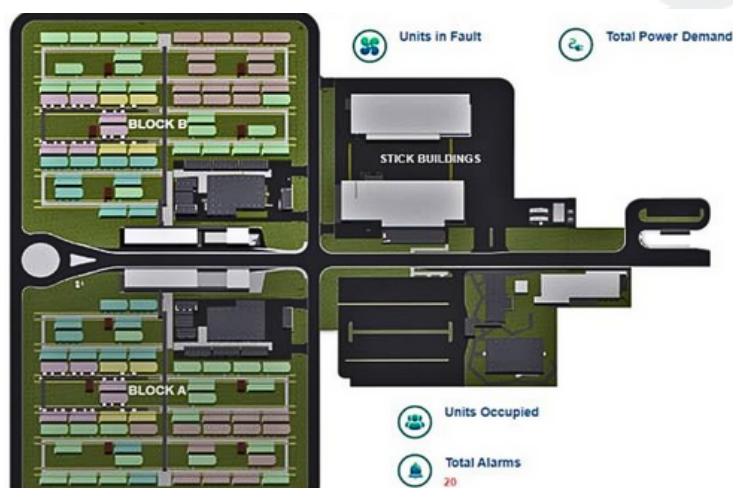 Units in Fault
Total Power Demand
BLOCK B
STICK BUILDINGS
BLOCK A
Units Occupied
Total Alarms
20